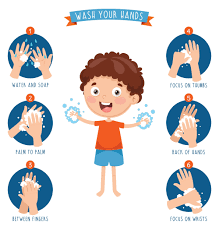 WASH YOUR HANDS
1
WATER AND SOAP
2
PALM TO PALM
3
BETWEEN FINGERS
4
FOCUS ON THUMBS
5
BACK OF HANDS
6
FOCUS ON WRISTS